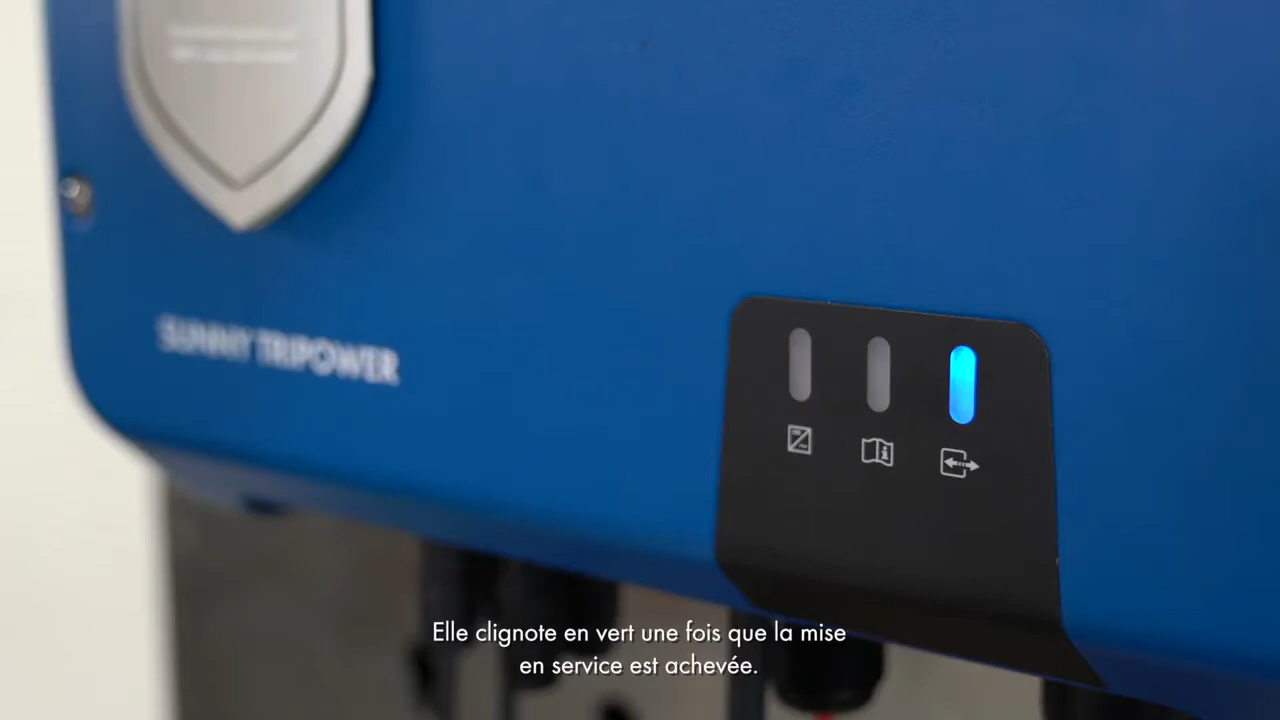 SUNNY TRIPOWER
Elle clignote en vert une fois que la mise
en service est achevée.